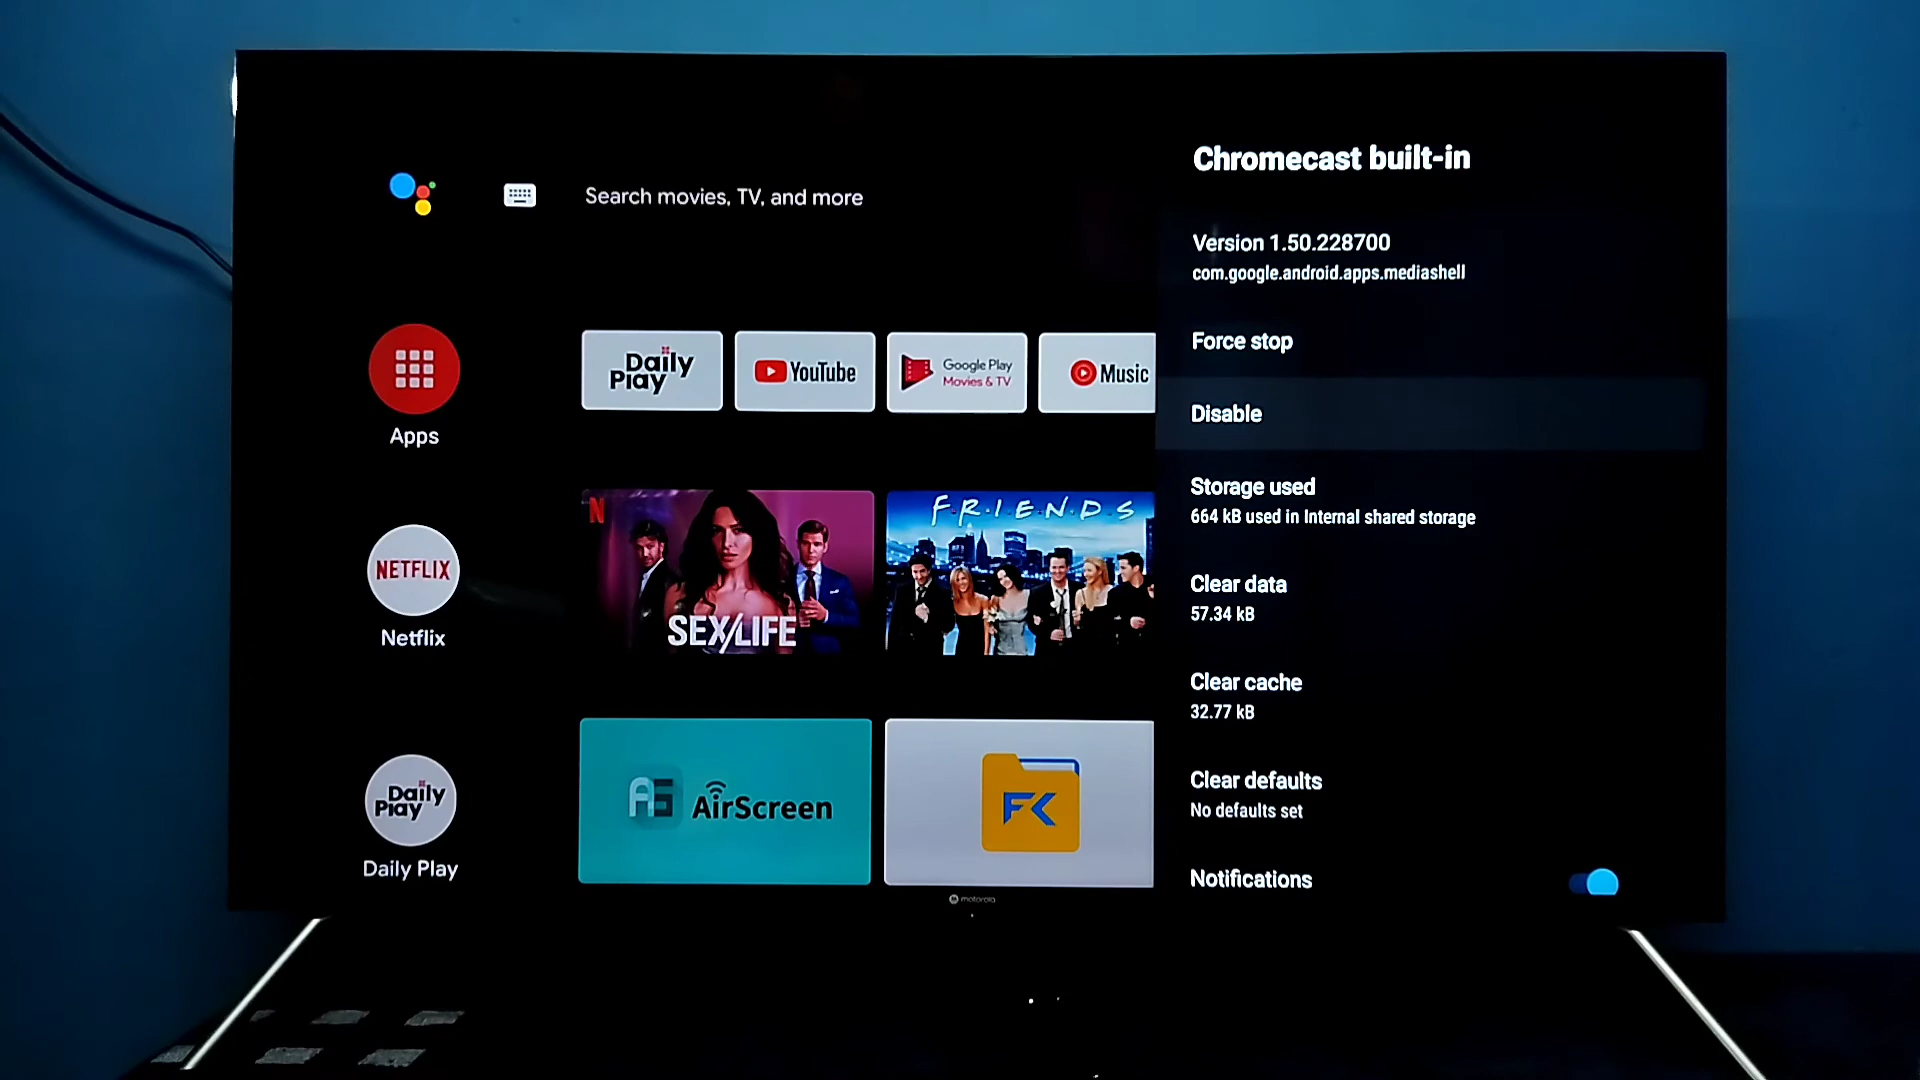 Search movies, TV, and more
Apps
Daily
Play
YouTube
Google Play
Movies & TV
Music
NETFLIX
Netflix
N
SEX/LIFE
F·R·I·E·N·D·S
Daily
Play
Daily Play
AS
AirScreen
FX
motorola
Chromecast built-in
Version 1.50.228700
com.google.android.apps.mediashell
Force stop
Disable
Storage used
664 kB used in Internal shared storage
Clear data
57.34 kB
Clear cache
32.77 kB
Clear defaults
No defaults set
Notifications